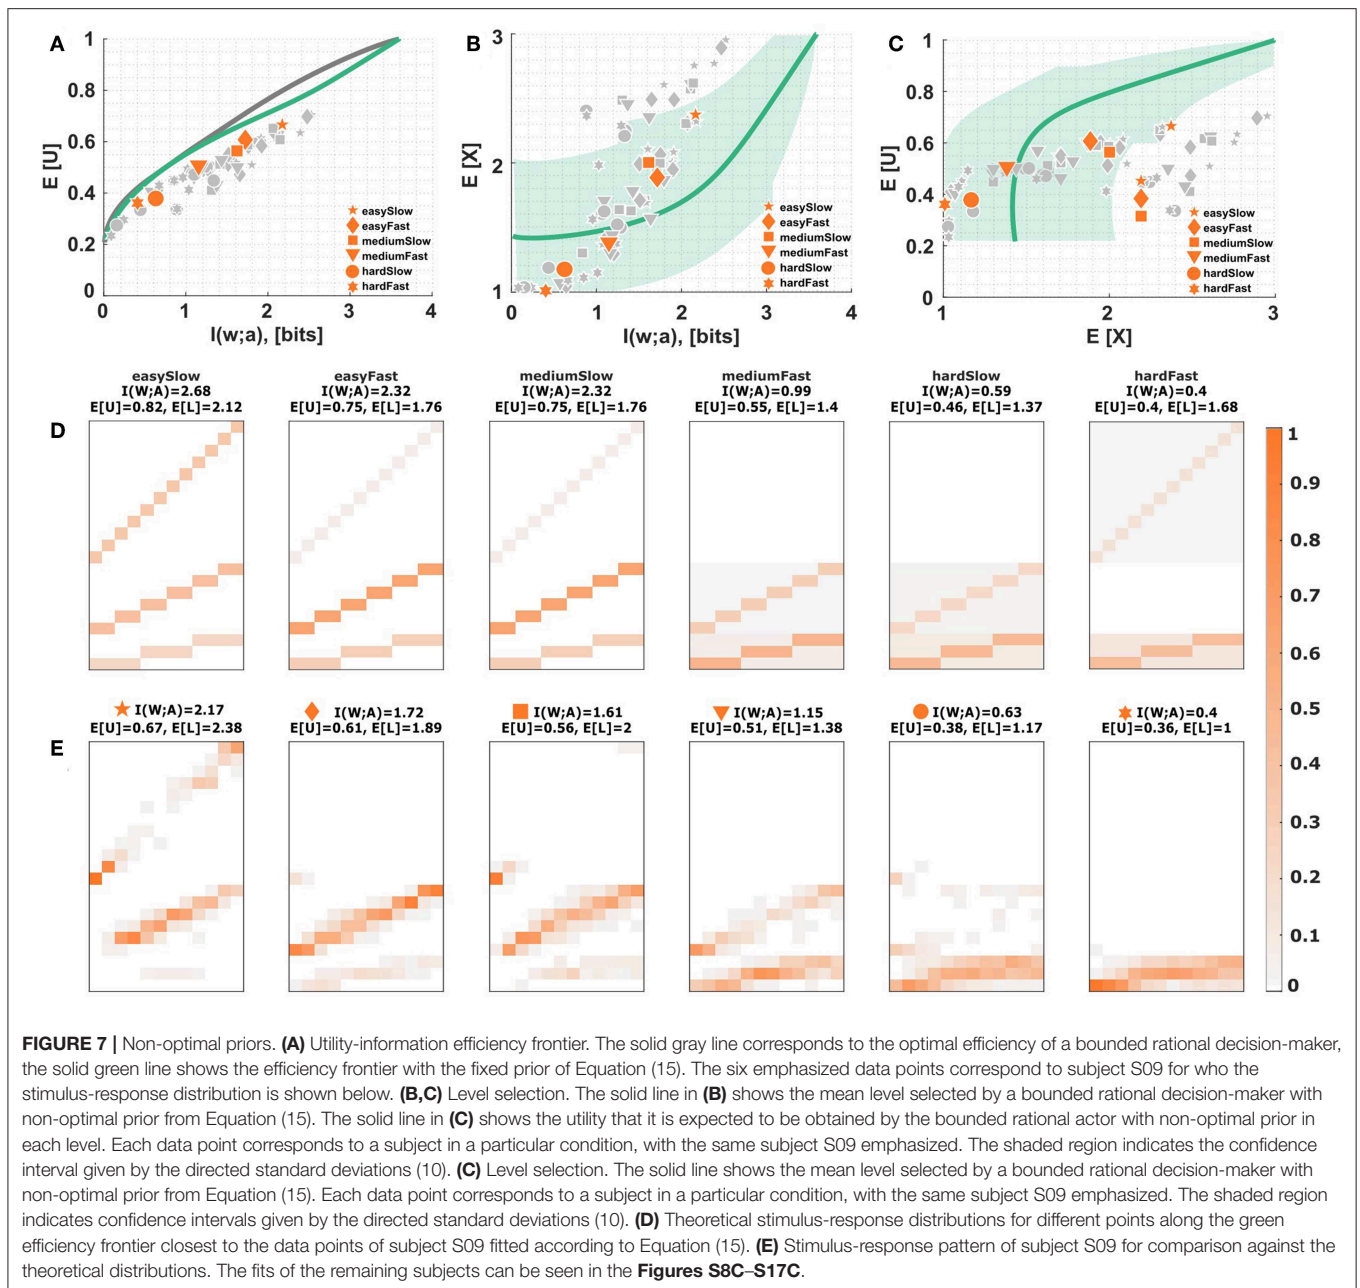 A
1
0.8
0.6
0.4
0.2
0
E [U]
0
1
2
3
4
I(w;a), [bits]
easySlow
easyFast
mediumSlow
mediumFast
hardSlow
hardFast
B
3
2
1
E [X]
0
1
2
3
4
I(w;a), [bits]
easySlow
easyFast
mediumSlow
mediumFast
hardSlow
hardFast
C
1
0.8
0.6
0.4
0.2
0
E [U]
1
2
3
E [X]
easySlow
easyFast
mediumSlow
mediumFast
hardSlow
hardFast
D
easySlow
I(W;A)=2.68
E[U]=0.82, E[L]=2.12
easyFast
I(W;A)=2.32
E[U]=0.75, E[L]=1.76
mediumSlow
I(W;A)=2.32
E[U]=0.75, E[L]=1.76
mediumFast
I(W;A)=0.99
E[U]=0.55, E[L]=1.4
hardSlow
I(W;A)=0.59
E[U]=0.46, E[L]=1.37
hardFast
I(W;A)=0.4
E[U]=0.4, E[L]=1.68
E
I(W;A)=2.17
E[U]=0.67, E[L]=2.38
I(W;A)=1.72
E[U]=0.61, E[L]=1.89
I(W;A)=1.61
E[U]=0.56, E[L]=2
I(W;A)=1.15
E[U]=0.51, E[L]=1.38
I(W;A)=0.63
E[U]=0.38, E[L]=1.17
I(W;A)=0.4
E[U]=0.36, E[L]=1
1
0.9
0.8
0.7
0.6
0.5
0.4
0.3
0.2
0.1
0
FIGURE 7 | Non-optimal priors. (A) Utility-information efficiency frontier. The solid gray line corresponds to the optimal efficiency of a bounded rational decision-maker,
the solid green line shows the efficiency frontier with the fixed prior of Equation (15). The six emphasized data points correspond to subject S09 for who the
stimulus-response distribution is shown below. (B,C) Level selection. The solid line in (B) shows the mean level selected by a bounded rational decision-maker with
non-optimal prior from Equation (15). The solid line in (C) shows the utility that it is expected to be obtained by the bounded rational actor with non-optimal prior in
each level. Each data point corresponds to a subject in a particular condition, with the same subject S09 emphasized. The shaded region indicates the confidence
interval given by the directed standard deviations (10). (C) Level selection. The solid line shows the mean level selected by a bounded rational decision-maker with
non-optimal prior from Equation (15). Each data point corresponds to a subject in a particular condition, with the same subject S09 emphasized. The shaded region
indicates confidence intervals given by the directed standard deviations (10). (D) Theoretical stimulus-response distributions for different points along the green
efficiency frontier closest to the data points of subject S09 fitted according to Equation (15). (E) Stimulus-response pattern of subject S09 for comparison against the
theoretical distributions. The fits of the remaining subjects can be seen in the Figures S8C–S17C.